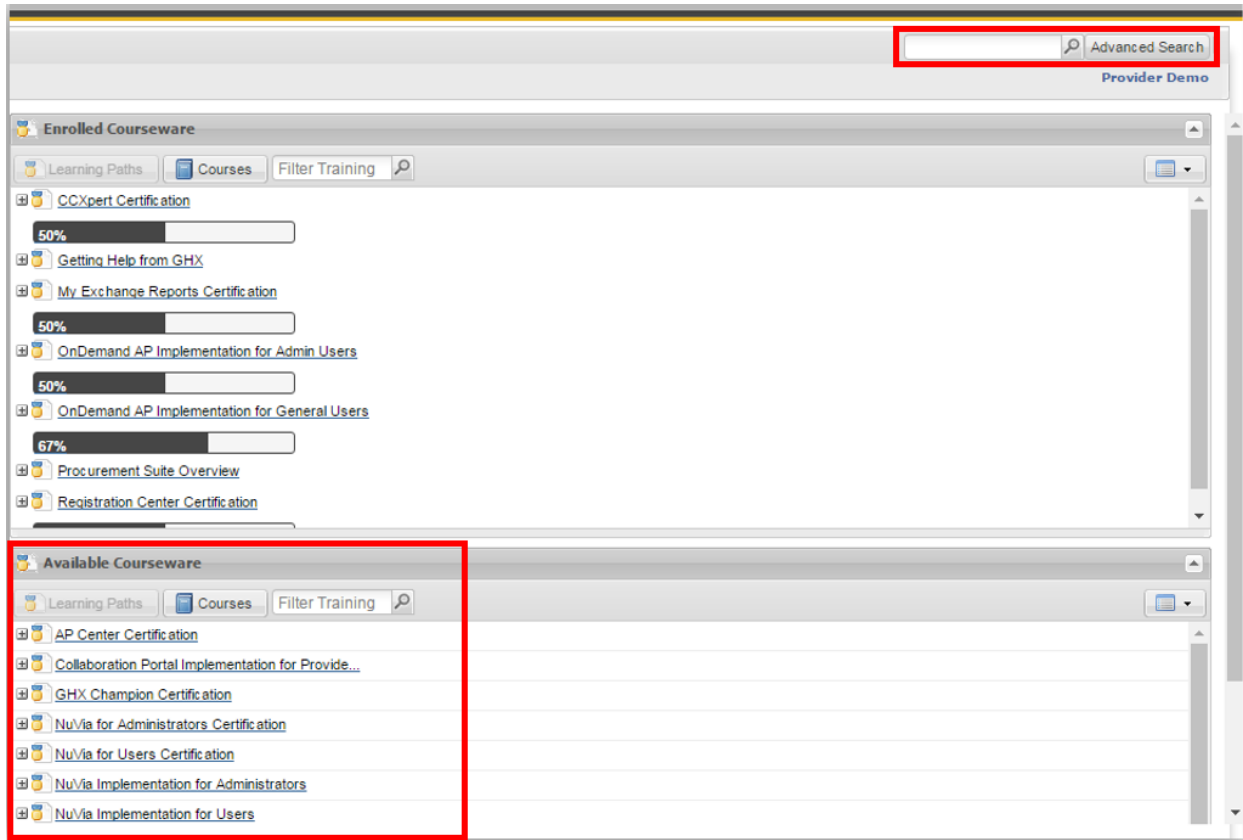 Advanced Search
Provider Demo
Enrolled Courseware
Learning Paths Courses Filter Training
CCXpert Certification
50%
Getting Help from GHX
My Exchange Reports Certification
50%
OnDemand AP Implementation for Admin Users
50%
OnDemand AP Implementation for General Users
67%
Procurement Suite Overview
Registration Center Certification
Available Courseware
Learning Paths Courses Filter Training
AP Center Certification
Collaboration Portal Implementation for Provide...
GHX Champion Certification
NuVia for Administrators Certification
NuVia for Users Certification
NuVia Implementation for Administrators
NuVia Implementation for Users